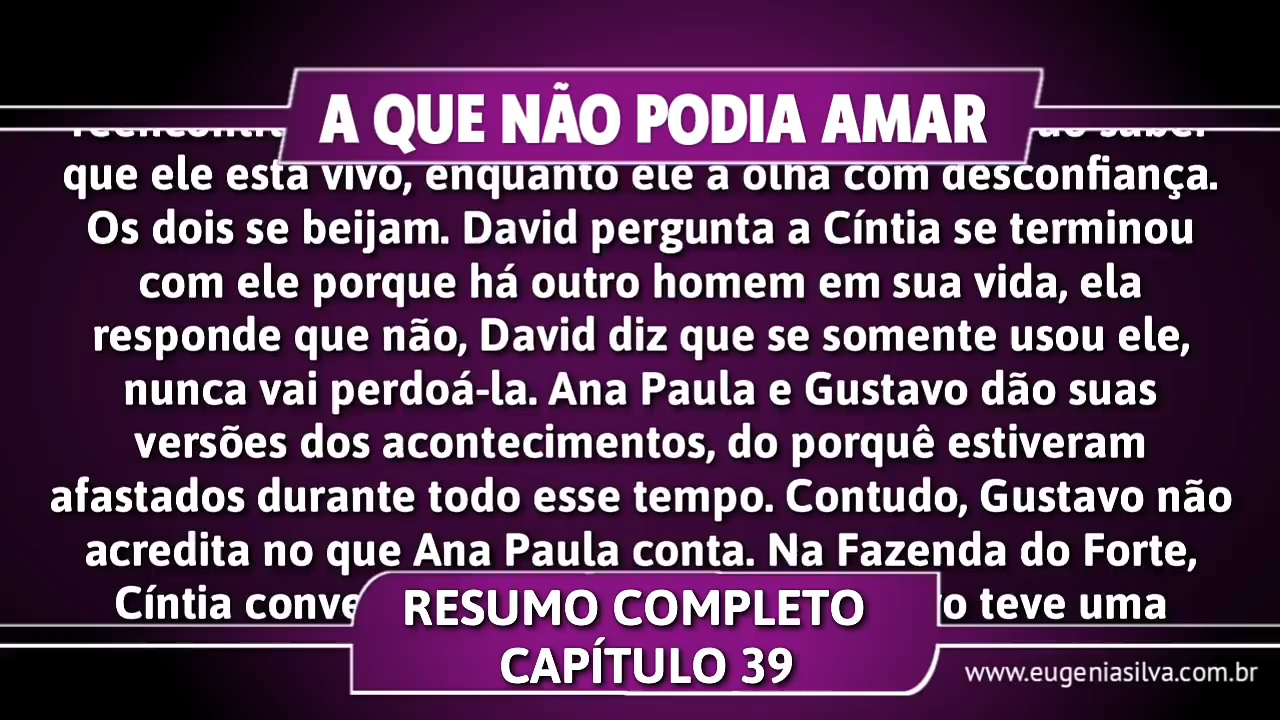 A QUE NÃO PODIA AMAR
que ele está vivo, enquanto ele a olha com desconfiança.
Os dois se beijam. David pergunta a Cíntia se terminou
com ele porque há outro homem em sua vida, ela
responde que não, David diz que se somente usou ele,
nunca vai perdoá-la. Ana Paula e Gustavo dão suas
versões dos acontecimentos, do porquê estiveram
afastados durante todo esse tempo. Contudo, Gustavo não
acredita no que Ana Paula conta. Na Fazenda do Forte,
Cíntia teve uma
RESUMO COMPLETO
CAPÍTULO 39
www.eugeniasilva.com.br